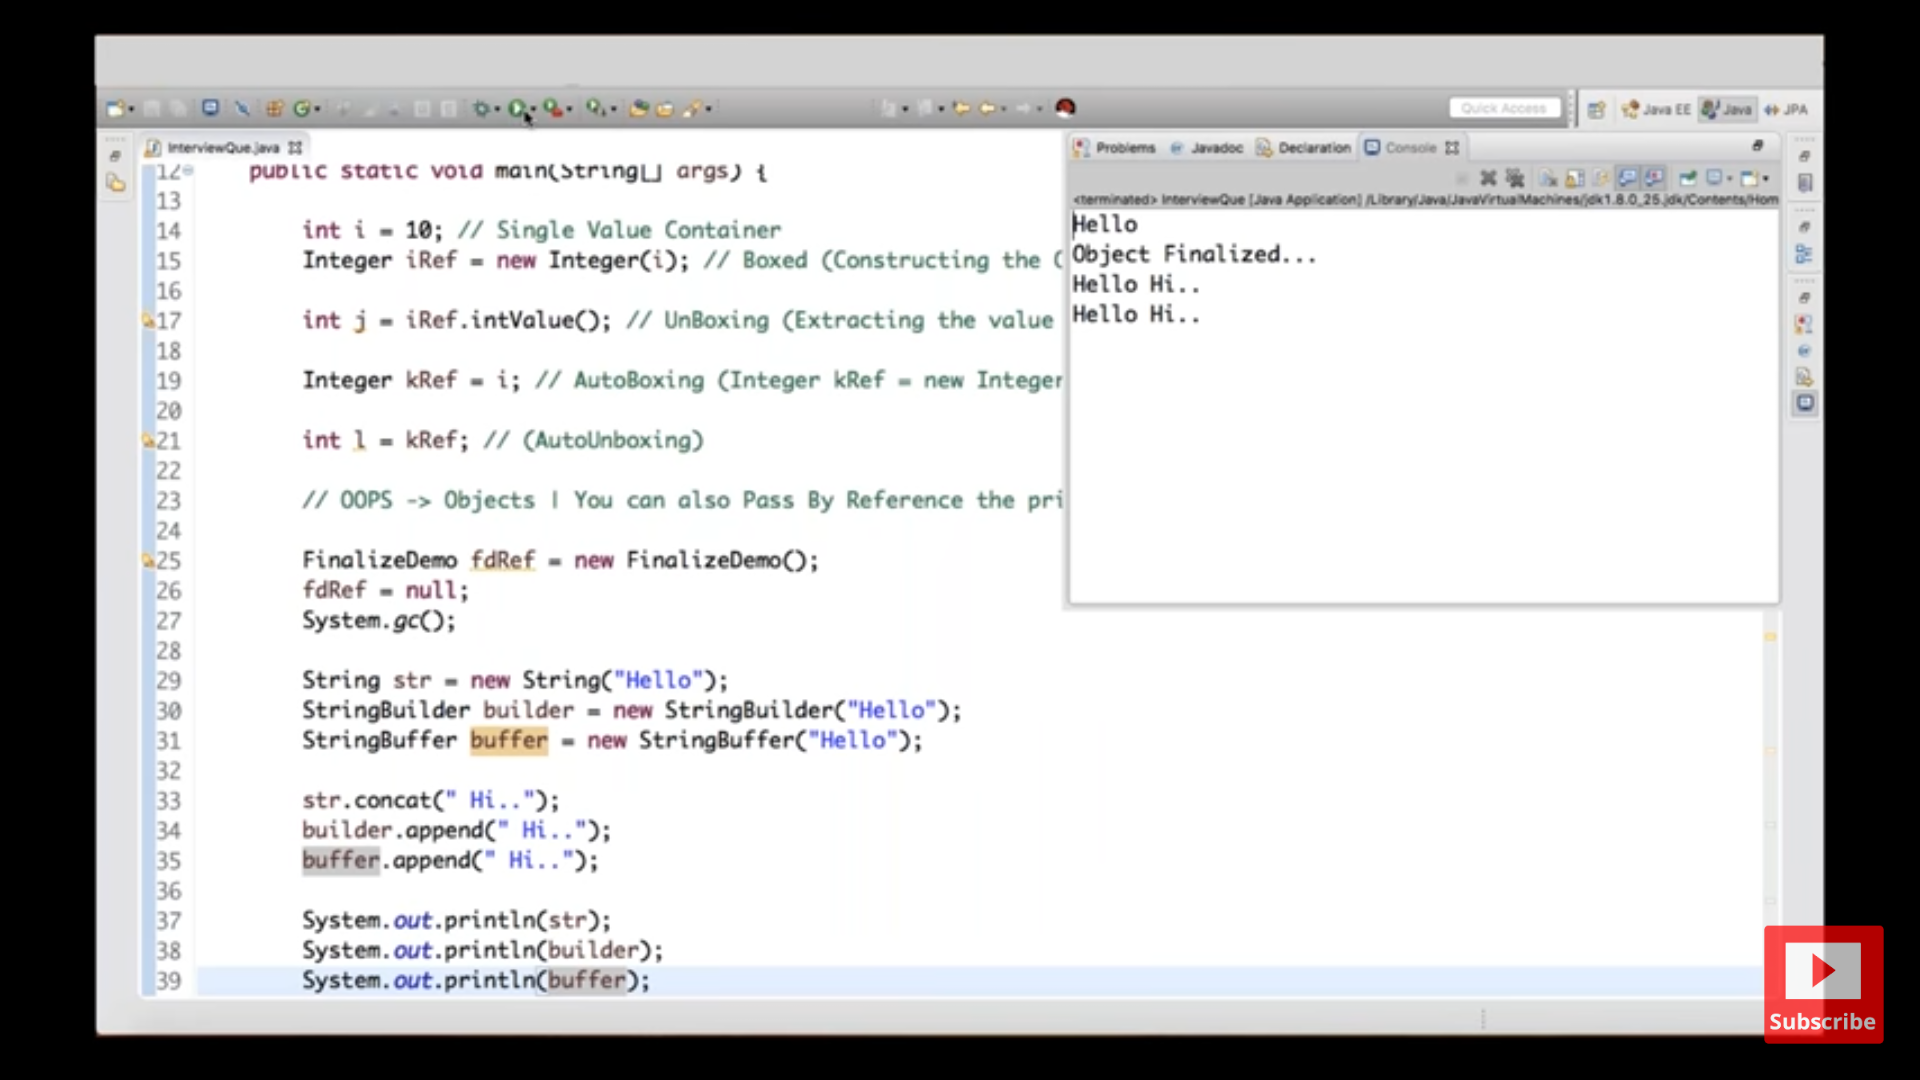 Quick Access
Java EE
Java
JPA
InterviewQue.java
12 public static void main(String[] args) {
13
14 int i = 10; // Single Value Container
15 Integer iRef = new Integer(i); // Boxed (Constructing the
16
17 int j = iRef.intValue(); // UnBoxing (Extracting the value
18
19 Integer kRef = i; // AutoBoxing (Integer kRef = new Integer
20
21 int l = kRef; // (AutoUnboxing)
22
23 // OOPS -> Objects | You can also Pass By Reference the pri
24
25 FinalizeDemo fdRef = new FinalizeDemo();
26 fdRef = null;
27 System.gc();
28
29 String str = new String("Hello");
30 StringBuilder builder = new StringBuilder("Hello");
31 StringBuffer buffer = new StringBuffer("Hello");
32
33 str.concat(" Hi..");
34 builder.append(" Hi..");
35 buffer.append(" Hi..");
36
37 System.out.println(str);
38 System.out.println(builder);
39 System.out.println(buffer);
Problems
Javadoc
Declaration
Console
<terminated> InterviewQue [Java Application] /Library/Java/JavaVirtualMachines/jdk1.8.0_25.jdk/Contents/Hom
Hello
Object Finalized...
Hello Hi..
Hello Hi..
Subscribe